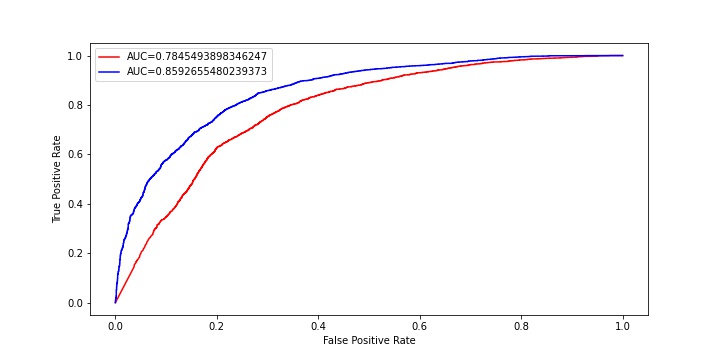 AUC=0.7845493898346247
AUC=0.8592655480239373
1.0
0.8
0.6
0.4
0.2
0.0
True Positive Rate
0.0 0.2 0.4 0.6 0.8 1.0
False Positive Rate